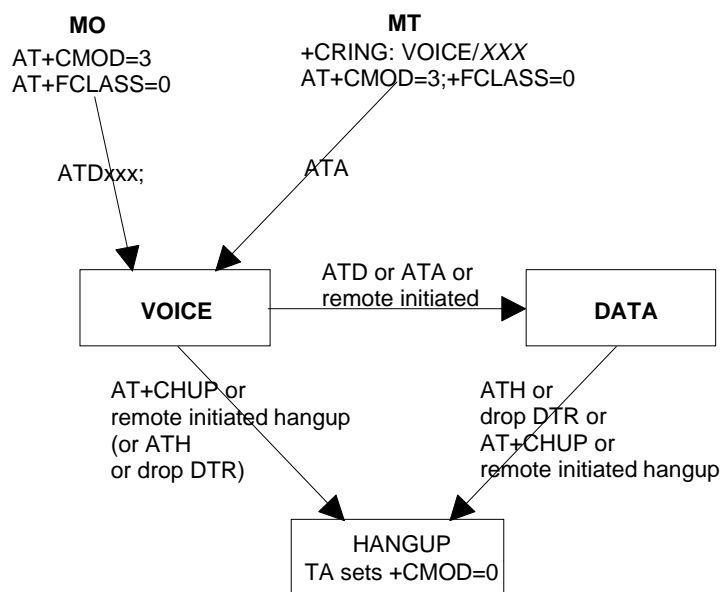 MO
AT+CMOD=3
AT+FCLASS=0
MT
+CRING: VOICE/XXX
AT+CMOD=3;+FCLASS=0
ATDxxx;
ATA
VOICE
ATD or ATA or
remote initiated
DATA
AT+CHUP or
remote initiated hangup
(or ATH
or drop DTR)
ATH or
drop DTR or
AT+CHUP or
remote initiated hangup
HANGUP
TA sets +CMOD=0